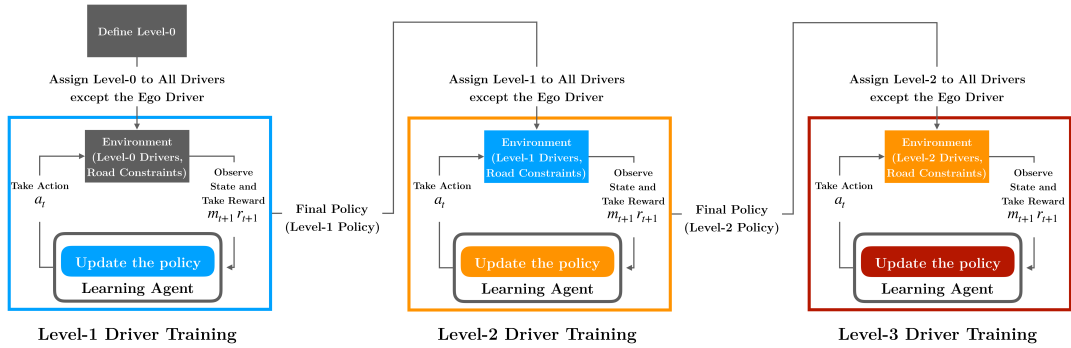 Define Level-0
Assign Level-0 to All Drivers
except the Ego Driver
Environment
(Level-0 Drivers,
Road Constraints)
Take Action
a_t
Observe
State and
Take Reward
m_{t+1} r_{t+1}
Update the policy
Learning Agent
Level-1 Driver Training
Final Policy
(Level-1 Policy)
Assign Level-1 to All Drivers
except the Ego Driver
Environment
(Level-1 Drivers,
Road Constraints)
Take Action
a_t
Observe
State and
Take Reward
m_{t+1} r_{t+1}
Update the policy
Learning Agent
Level-2 Driver Training
Final Policy
(Level-2 Policy)
Assign Level-2 to All Drivers
except the Ego Driver
Environment
(Level-2 Drivers,
Road Constraints)
Take Action
a_t
Observe
State and
Take Reward
m_{t+1} r_{t+1}
Update the policy
Learning Agent
Level-3 Driver Training